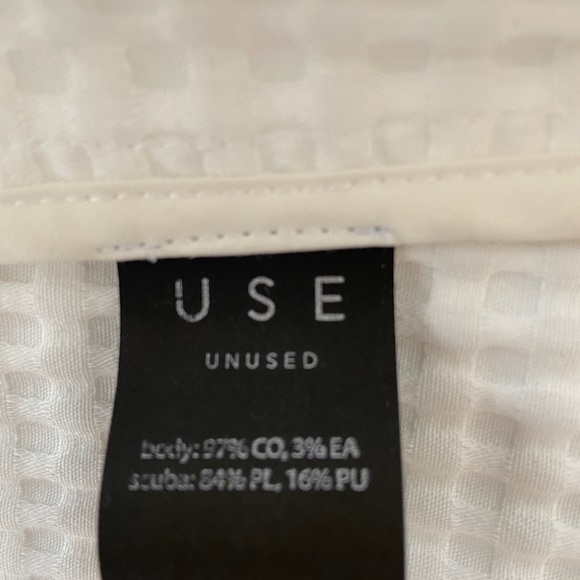 USE
UNUSED
body: 97% CO, 3% EA
scuba: 84% PL, 16% PU